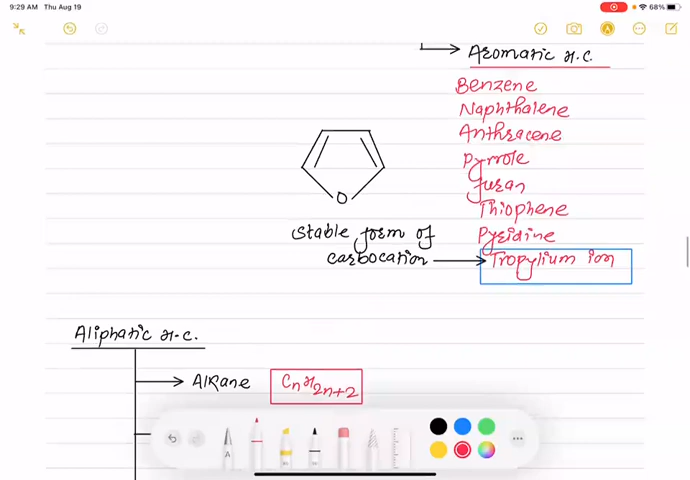 9:29 AM Thu Aug 19
68%
Aromatic H.C.
Benzene
Naphthalene
Anthracene
Pyrrole
furan
Thiophene
Pyridine
Tropylium ion
O
Stable form of
carbocation
Aliphatic H.C.
Alkane CnH2n+2
A